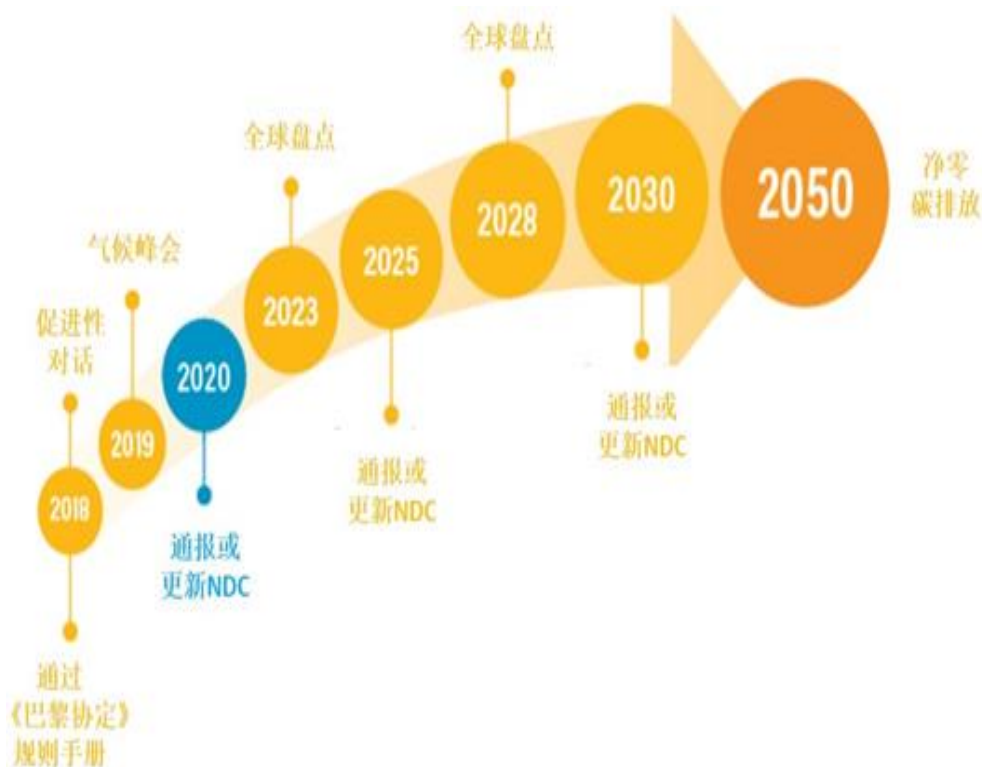 全球盘点
全球盘点
2050
净零
碳排放
2030
2028
2025
气候峰会
2023
促进性
对话
2020
2019
通报或
更新NDC
通报或
更新NDC
2018
通报或
更新NDC
通过
《巴黎协定》
规则手册